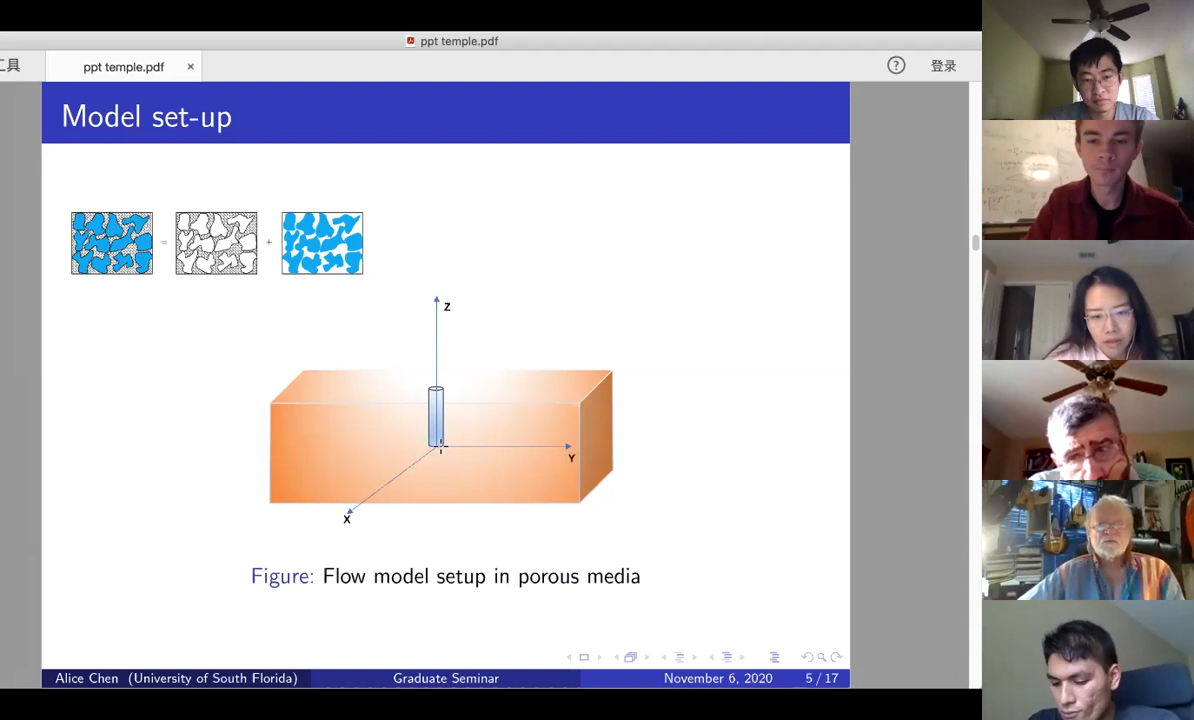 ppt temple.pdf
工具
ppt temple.pdf ×
? 登录
Model set-up
= +
Z
Y
X
Figure: Flow model setup in porous media
Alice Chen (University of South Florida) Graduate Seminar November 6, 2020 5 / 17